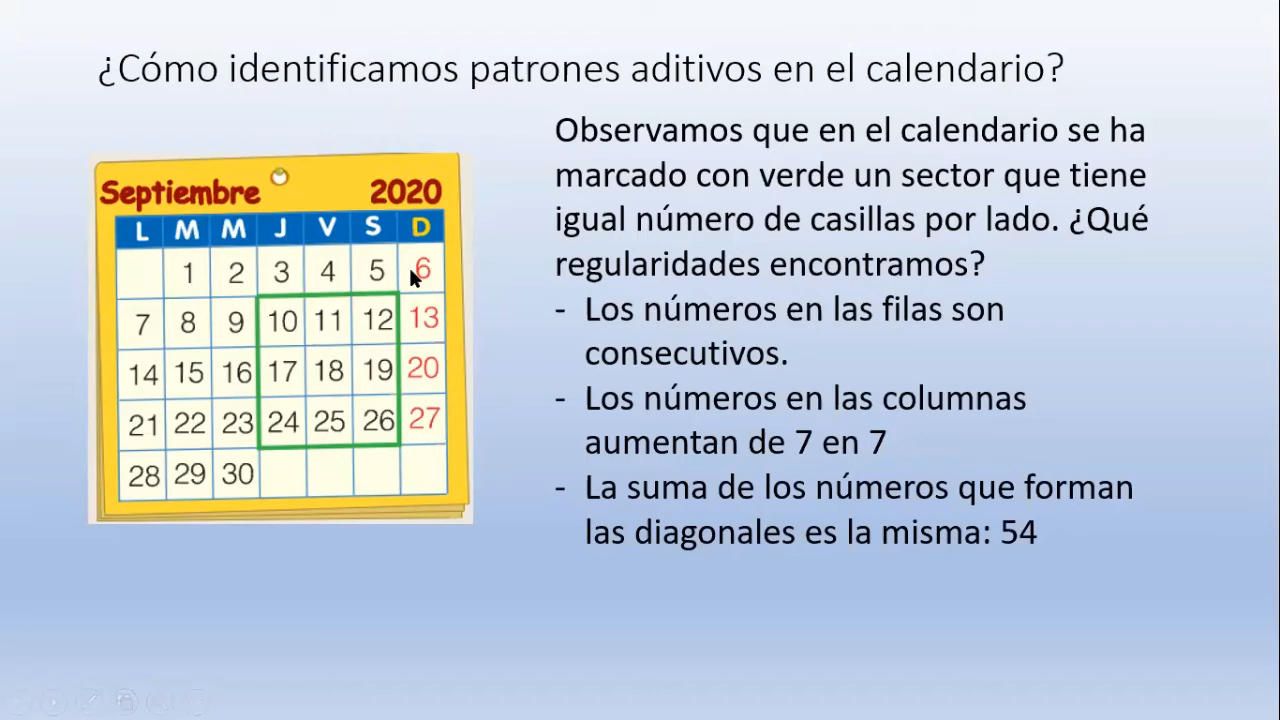 ¿Cómo identificamos patrones aditivos en el calendario?
Septiembre 2020
L M M J V S D
1 2 3 4 5 6
7 8 9 10 11 12 13
14 15 16 17 18 19 20
21 22 23 24 25 26 27
28 29 30
Observamos que en el calendario se ha
marcado con verde un sector que tiene
igual número de casillas por lado. ¿Qué
regularidades encontramos?
- Los números en las filas son
consecutivos.
- Los números en las columnas
aumentan de 7 en 7
- La suma de los números que forman
las diagonales es la misma: 54